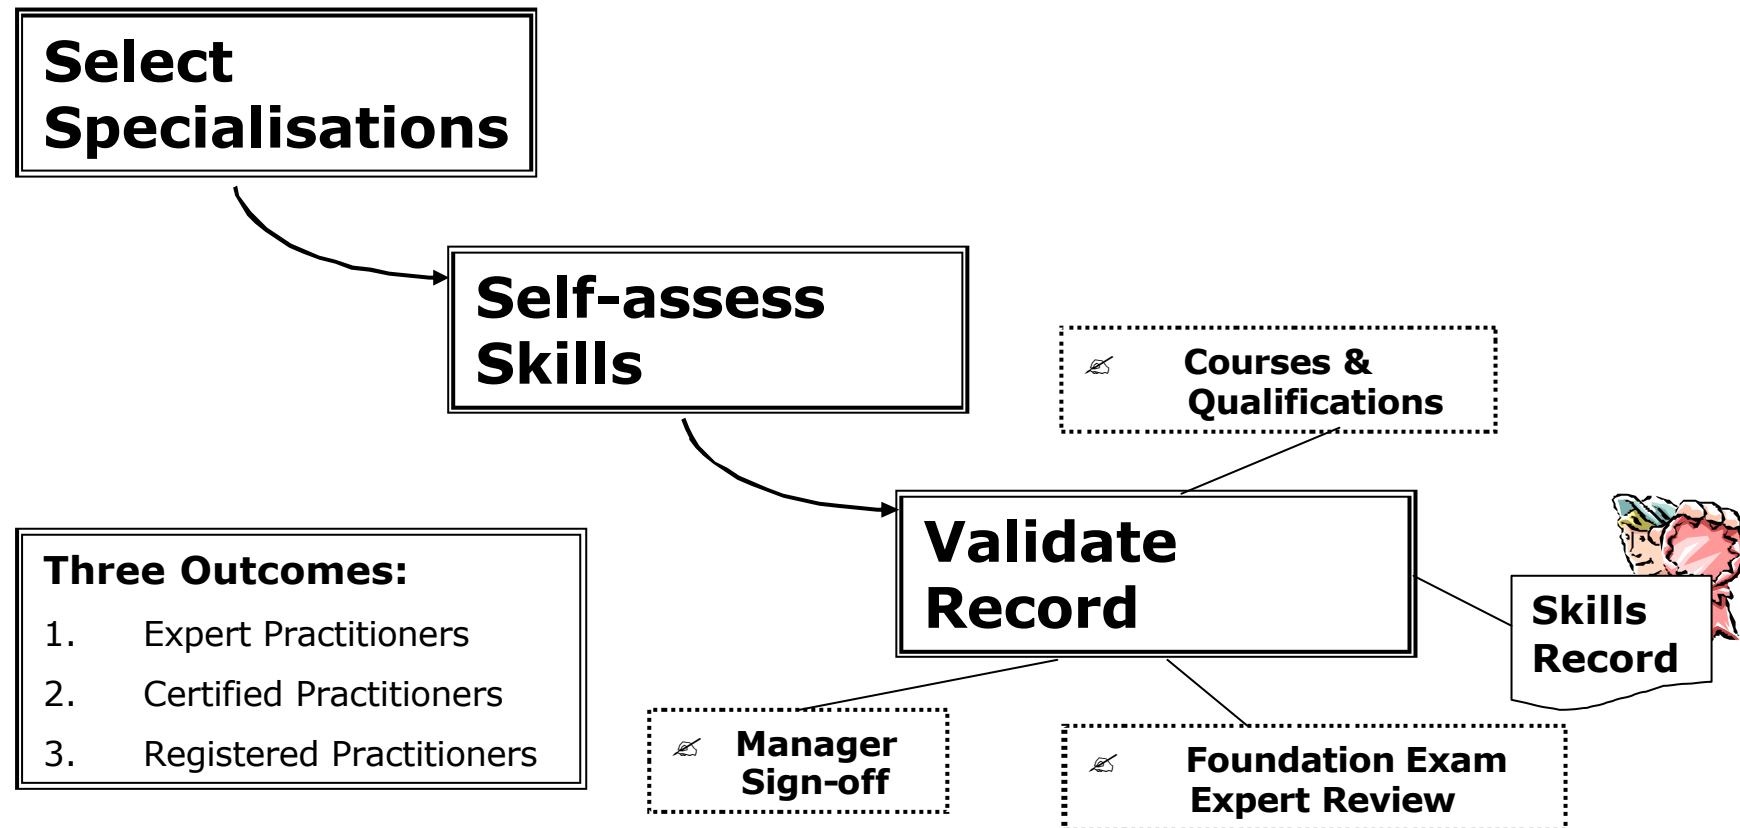 Select
Specialisations
Self-assess
Skills
Courses &
Qualifications
Validate
Record
Skills
Record
Three Outcomes:
1. Expert Practitioners
2. Certified Practitioners
3. Registered Practitioners
Manager
Sign-off
Foundation Exam
Expert Review